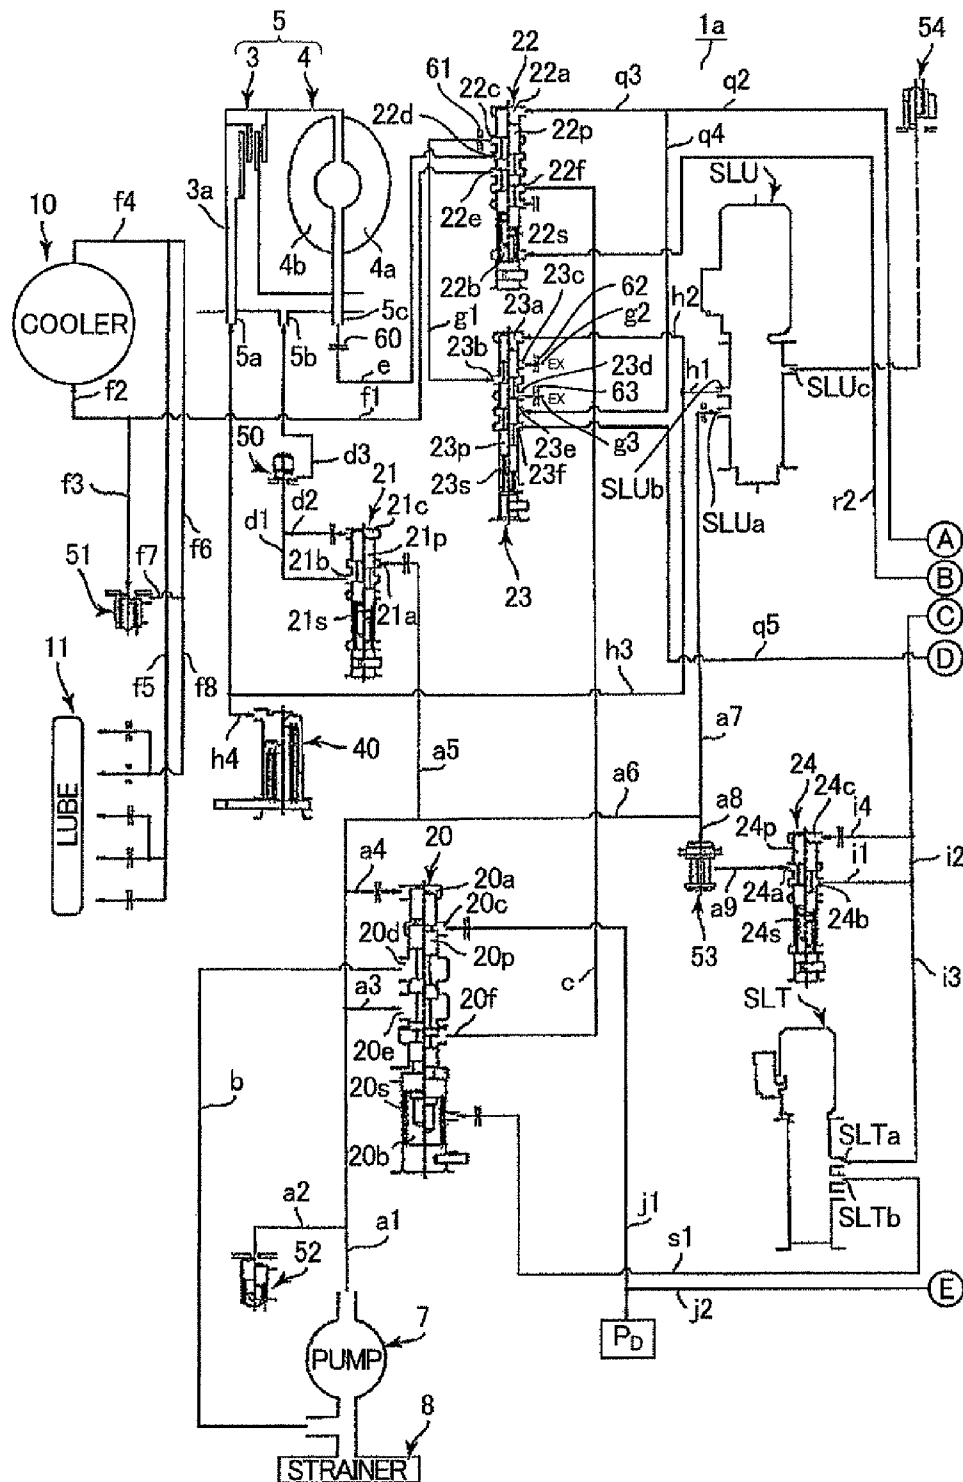 5
3
4
61
22
22a
q3
1a
q2
54
22c
22d
22p
q4
SLU
3a
22f
10
f4
22e
22s
4b
4a
22b
23c
62
h2
23a
g2
COOLER
5c
g1
5a
5b
60
23b
EX
23d
h1
SLUc
e
63
f2
f1
EX
23e
g3
50
d3
23p
23f
r2
f3
21
23s
SLUb
SLUa
d2
21c
d1
21p
A
f6
21b
51
f7
23
B
21s
21a
C
11
h3
q5
D
f5
f8
a7
h4
40
a5
a6
24
24c
LUBE
a8
24p
i4
20
a4
20a
i1
i2
20c
24a
a9
24b
20d
20p
24s
53
c
a3
20f
SLT
i3
20e
b
20s
20b
SLTa
a2
j1
SLTb
a1
s1
52
E
j2
7
P_D
PUMP
8
STRAINER